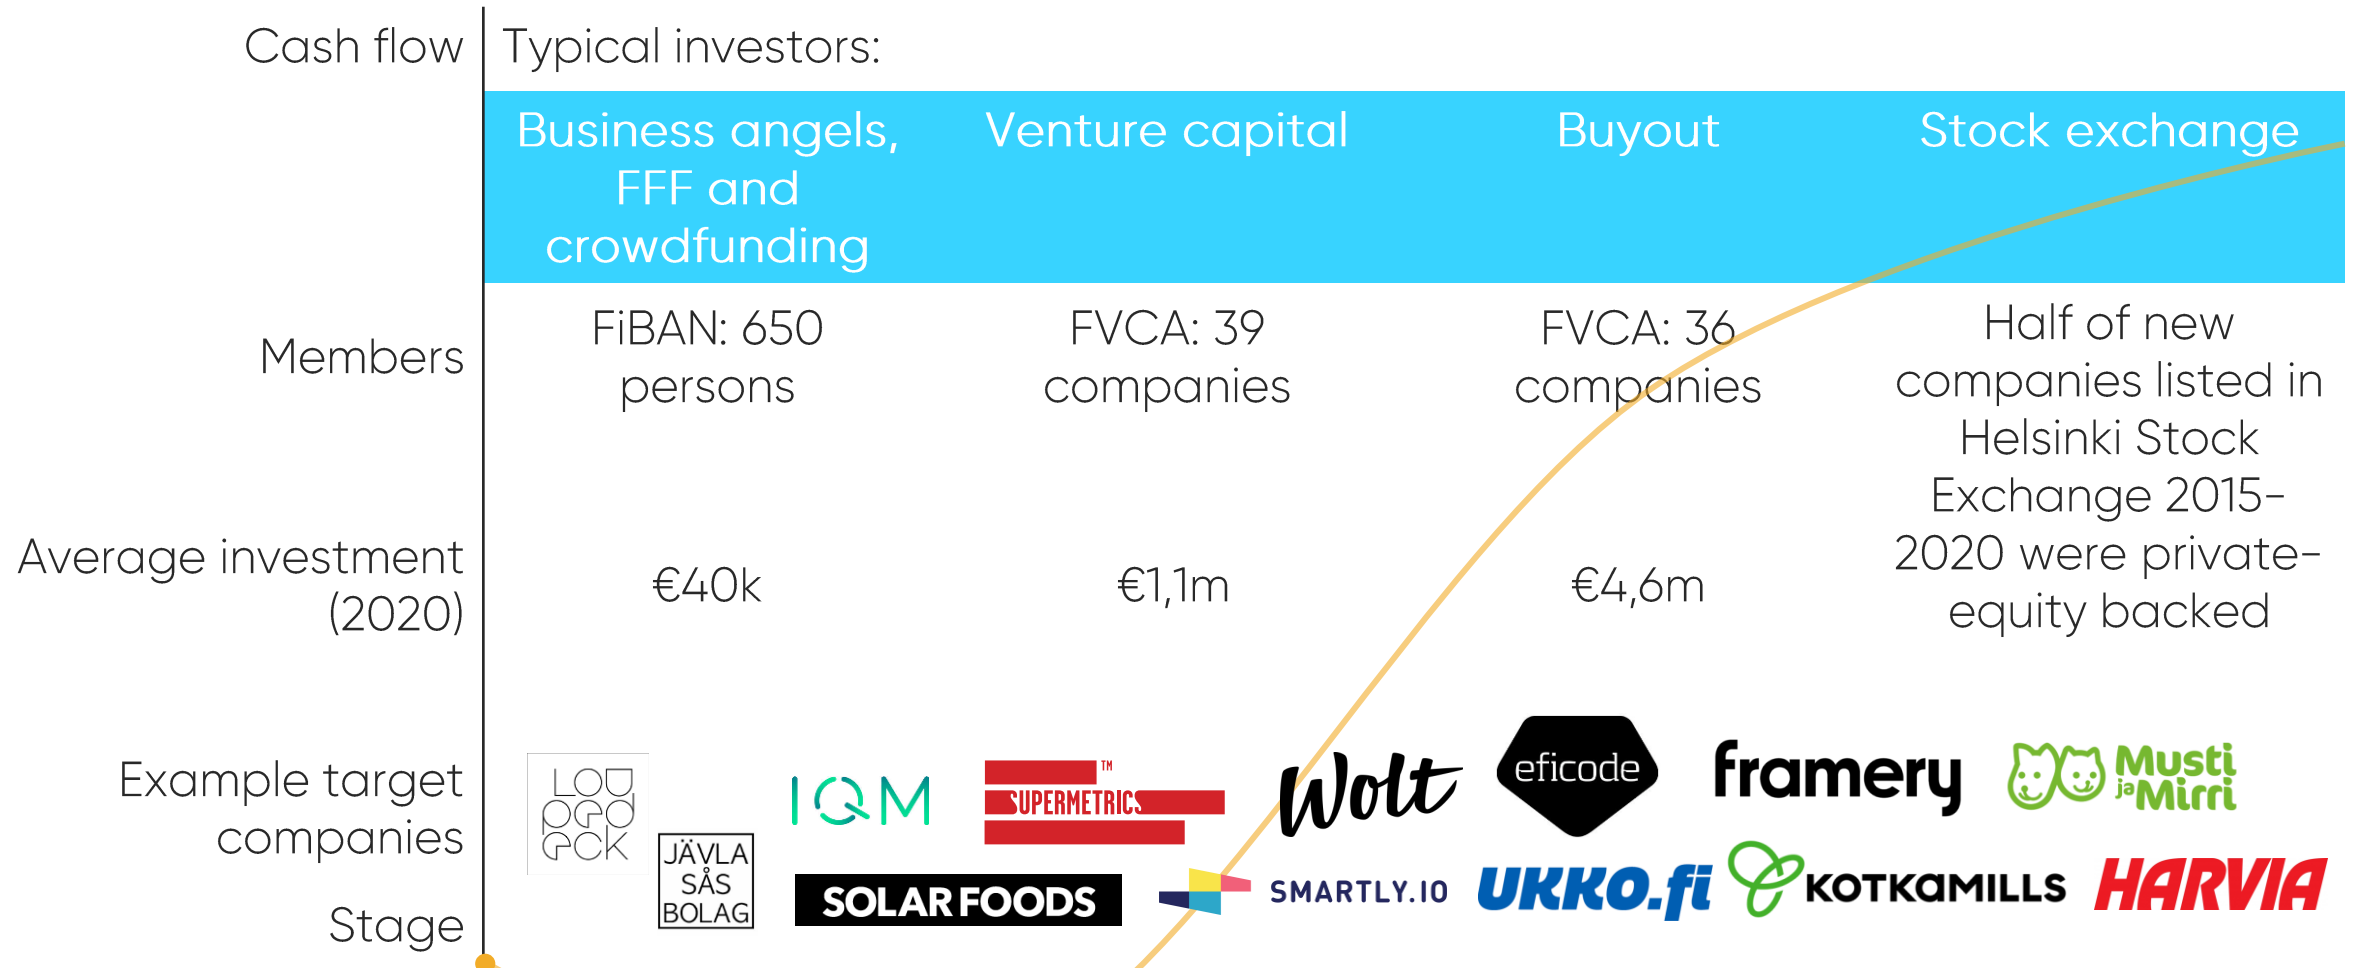 Cash flow
Typical investors:
Business angels,
FFF and
crowdfunding
Venture capital
Buyout
Stock exchange
Members
FiBAN: 650
persons
FVCA: 39
companies
FVCA: 36
companies
Half of new
companies listed in
Helsinki Stock
Exchange 2015-
2020 were private-
equity backed
Average investment
(2020)
€40k
€1,1m
€4,6m
Example target
companies
LOU
PED
ECK
JÄVLA
SÅS
BOLAG
IQM
SOLAR FOODS
SUPERMETRICS™
Wolt
SMARTLY.IO
eficode
UKKO.fi
framery
KOTKAMILLS
Musti
ja Mirri
HARVIA
Stage